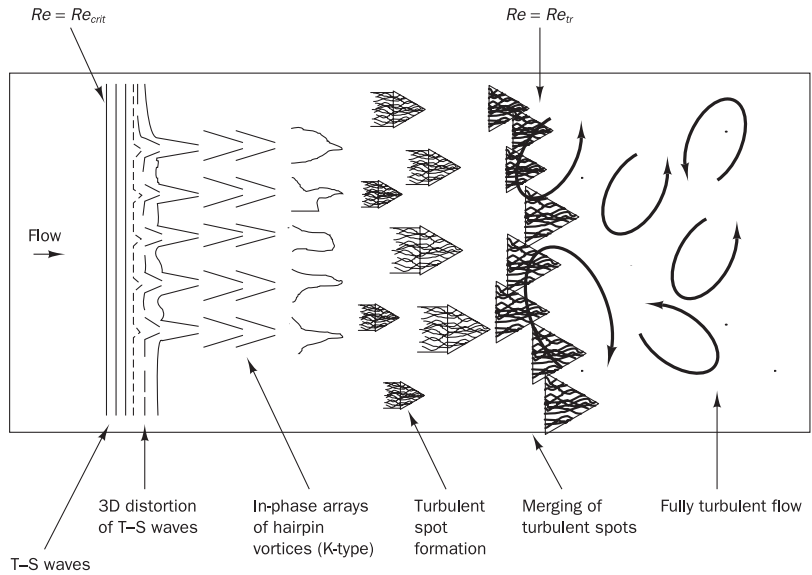 Re = Re_crit
Re = Re_tr
Flow
3D distortion
of T–S waves
In-phase arrays
of hairpin
vortices (K-type)
Turbulent
spot
formation
Merging of
turbulent spots
Fully turbulent flow
T–S waves